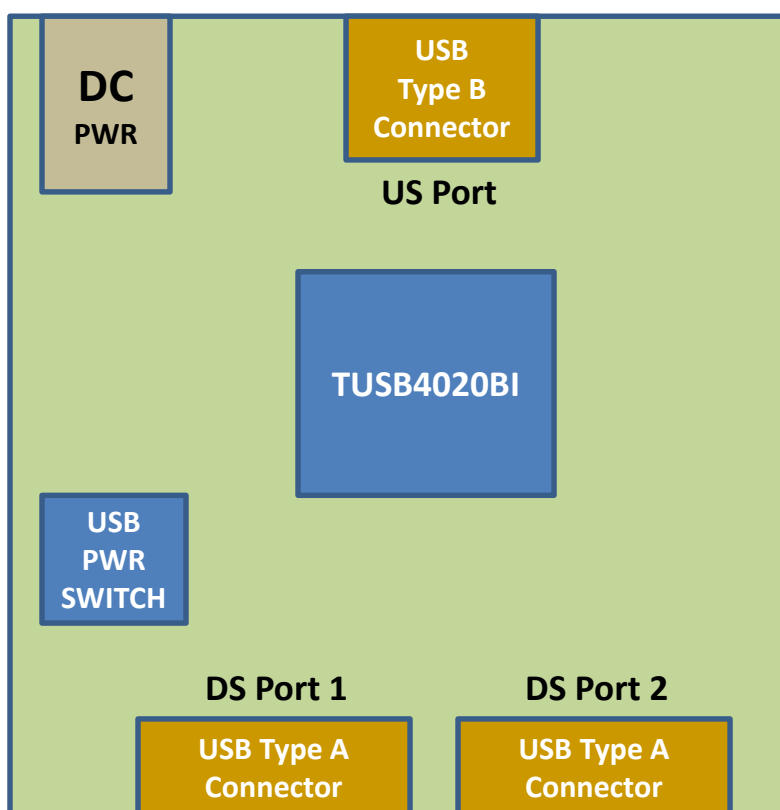 DC
PWR
USB
Type B
Connector
US Port
TUSB4020BI
USB
PWR
SWITCH
DS Port 1
DS Port 2
USB Type A
Connector
USB Type A
Connector